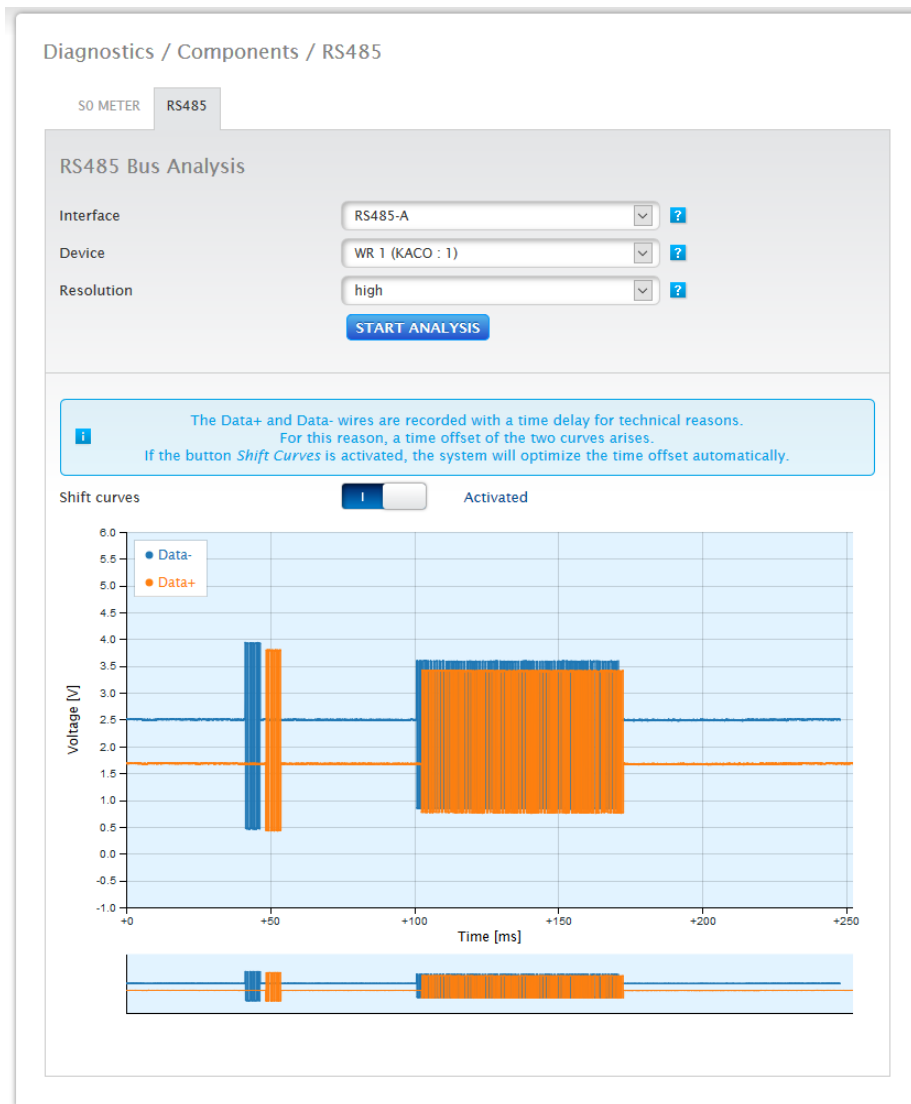 Diagnostics / Components / RS485
S0 METER
RS485
RS485 Bus Analysis
Interface
RS485-A
?
Device
WR 1 (KACO : 1)
?
Resolution
high
?
START ANALYSIS
i
The Data+ and Data- wires are recorded with a time delay for technical reasons.
For this reason, a time offset of the two curves arises.
If the button Shift Curves is activated, the system will optimize the time offset automatically.
Shift curves
I
Activated
6.0
5.5
5.0
4.5
4.0
3.5
3.0
2.5
2.0
1.5
1.0
0.5
0.0
-0.5
-1.0
Voltage [V]
Data-
Data+
+0
+50
+100
+150
+200
+250
Time [ms]